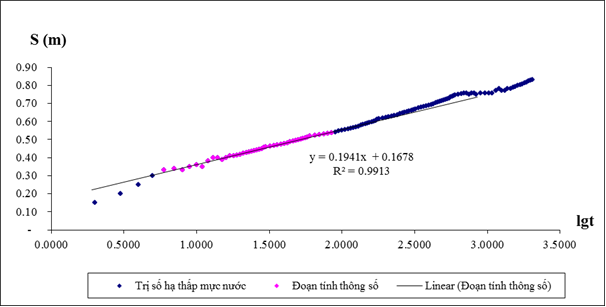 S (m)
0.90
0.80
0.70
0.60
0.50
0.40
0.30
0.20
0.10
-
y = 0.1941x + 0.1678
R² = 0.9913
lgt
0.0000 0.5000 1.0000 1.5000 2.0000 2.5000 3.0000 3.5000
Trị số hạ thấp mực nước Đoạn tính thông số Linear (Đoạn tính thông số)